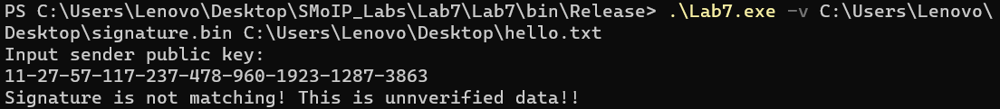 PS C:\Users\Lenovo\Desktop\SMoIP_Labs\Lab7\Lab7\bin\Release> .\Lab7.exe -v C:\Users\Lenovo\
Desktop\signature.bin C:\Users\Lenovo\Desktop\hello.txt
Input sender public key:
11-27-57-117-237-478-960-1923-1287-3863
Signature is not matching! This is unnverified data!!